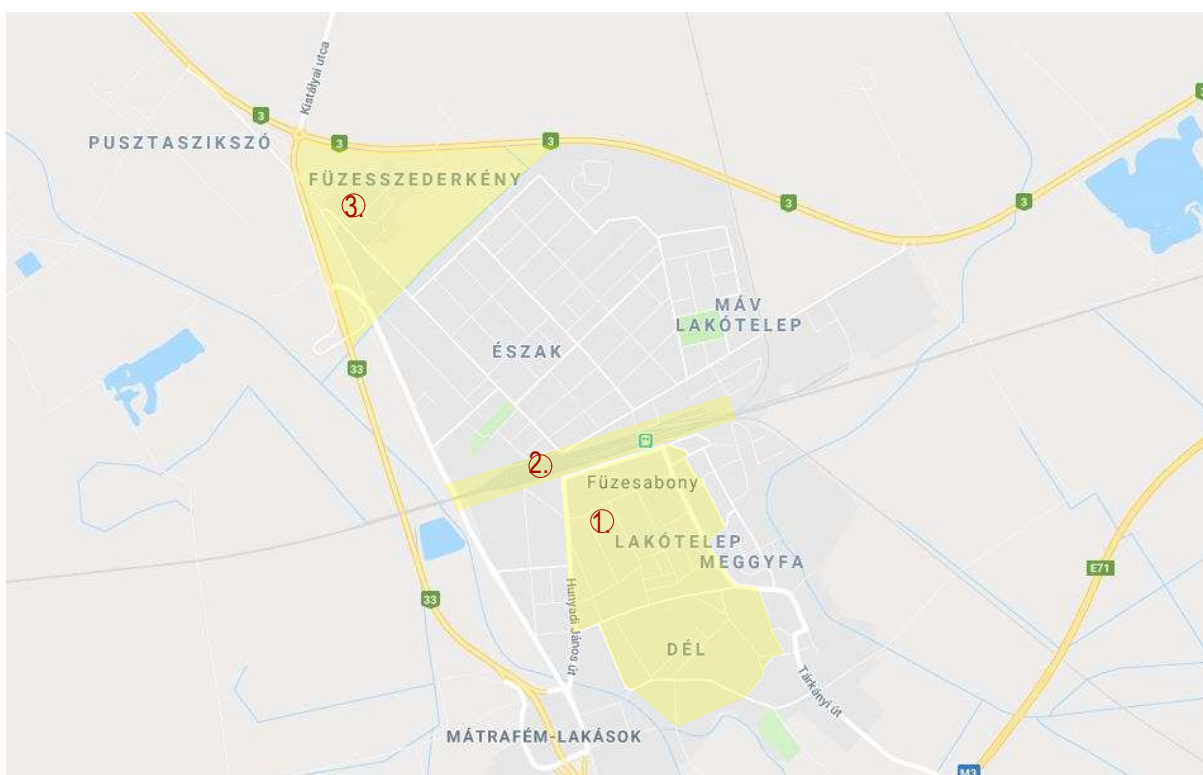 3
Kistályai utca
3
3
3
PUSZTASZIKSZÓ
FÜZESSZEDERKÉNY
3.
3
3
MÁV
LAKÓTELEP
ÉSZAK
33
2.
Füzesabony
1.
LAKÓTELEP
MEGGYFA
E71
33
Hunyadi János út
DÉL
Tárkányi út
MÁTRAFÉM-LAKÁSOK
M3